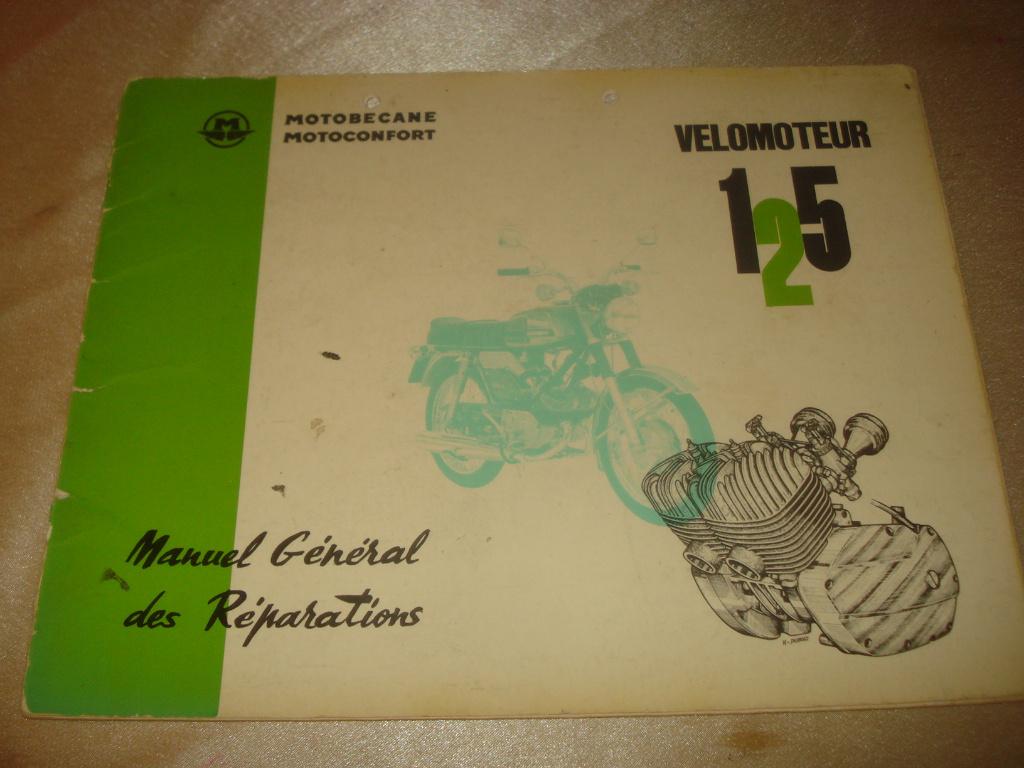 M
MOTOBECANE
MOTOCONFORT
VELOMOTEUR
125
Manuel Général
des Réparations